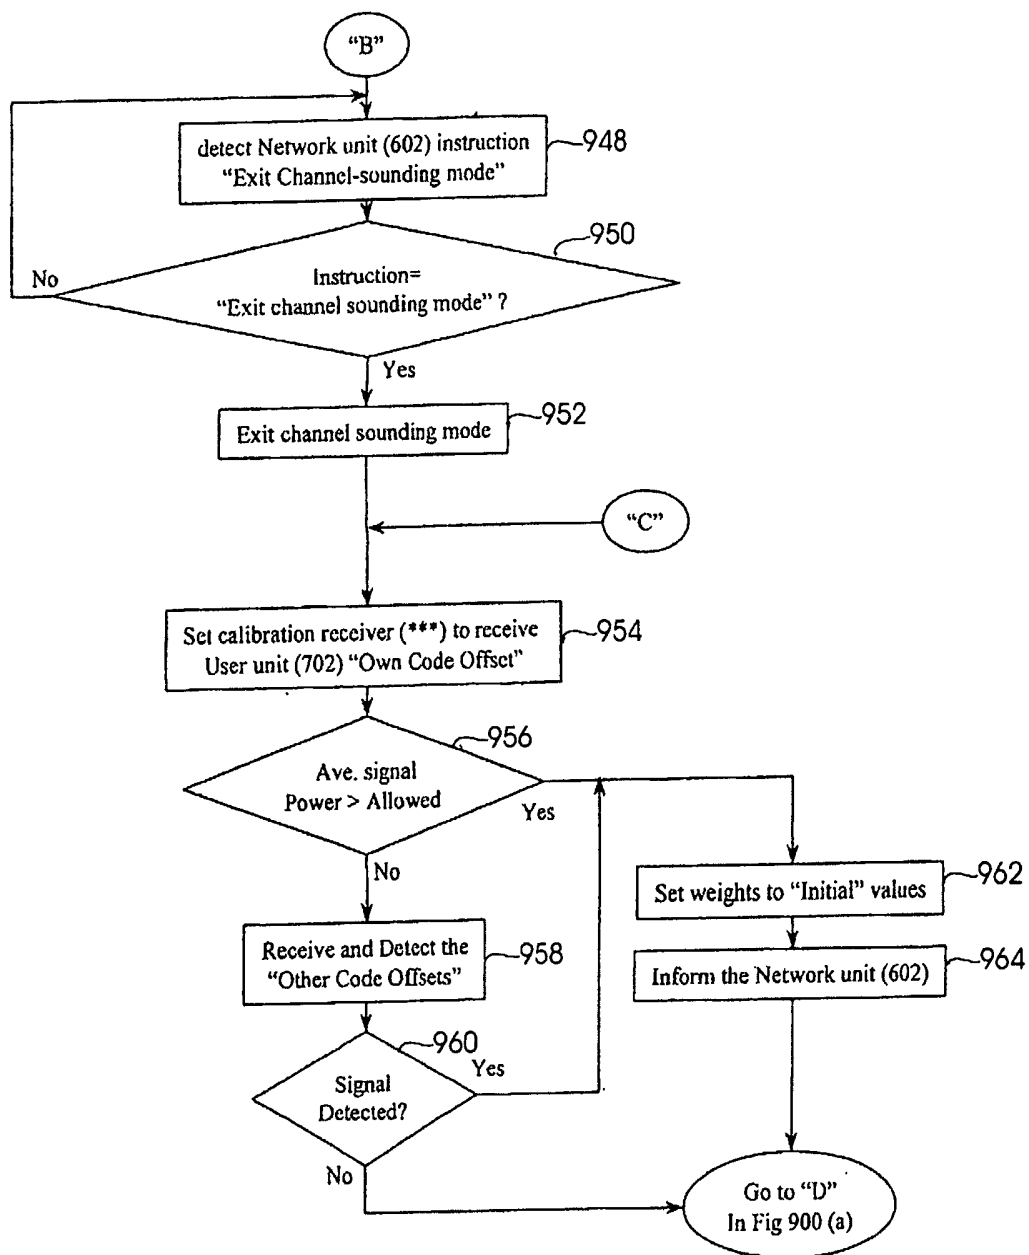 “B”
detect Network unit (602) instruction
“Exit Channel-sounding mode”
948
950
Instruction=
“Exit channel sounding mode” ?
No
Yes
Exit channel sounding mode
952
“C”
Set calibration receiver (***) to receive
User unit (702) “Own Code Offset”
954
956
Ave. signal
Power > Allowed
Yes
No
Set weights to “Initial” values
962
Receive and Detect the
“Other Code Offsets”
958
Inform the Network unit (602)
964
960
Signal
Detected?
Yes
No
Go to “D”
In Fig 900 (a)